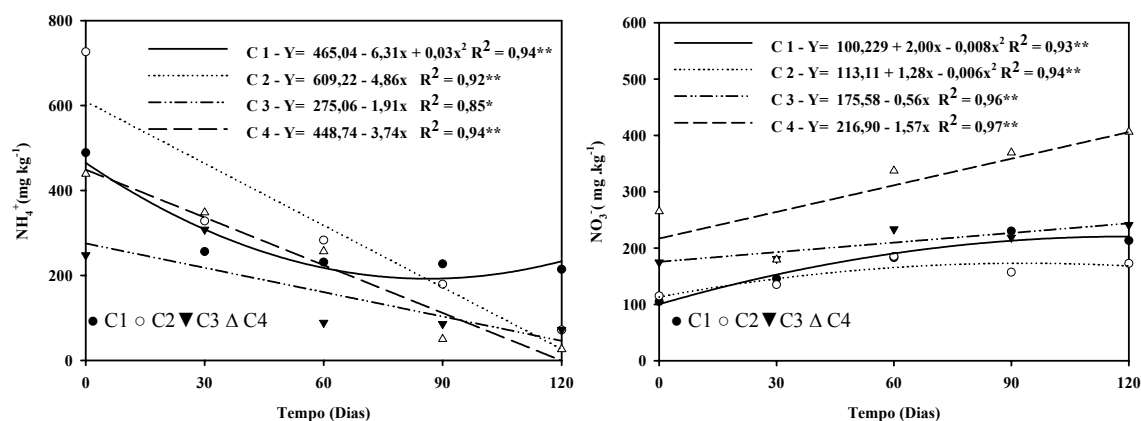 800
600
400
200
0
NH₄⁺(mg kg⁻¹)
C 1 - Y= 465,04 - 6,31x + 0,03x² R² = 0,94**
C 2 - Y= 609,22 - 4,86x R² = 0,92**
C 3 - Y= 275,06 - 1,91x R² = 0,85*
C 4 - Y= 448,74 - 3,74x R² = 0,94**
● C1 ○ C2 ▼ C3 Δ C4
0 30 60 90 120
Tempo (Dias)
600
500
400
300
200
100
0
NO₃⁻( mg .kg⁻¹)
C 1 - Y= 100,229 + 2,00x - 0,008x² R² = 0,93**
C 2 - Y= 113,11 + 1,28x - 0,006x² R² = 0,94**
C 3 - Y= 175,58 - 0,56x R² = 0,96**
C 4 - Y= 216,90 - 1,57x R² = 0,97**
● C1 ○ C2 ▼ C3 Δ C4
0 30 60 90 120
Tempo (Dias)